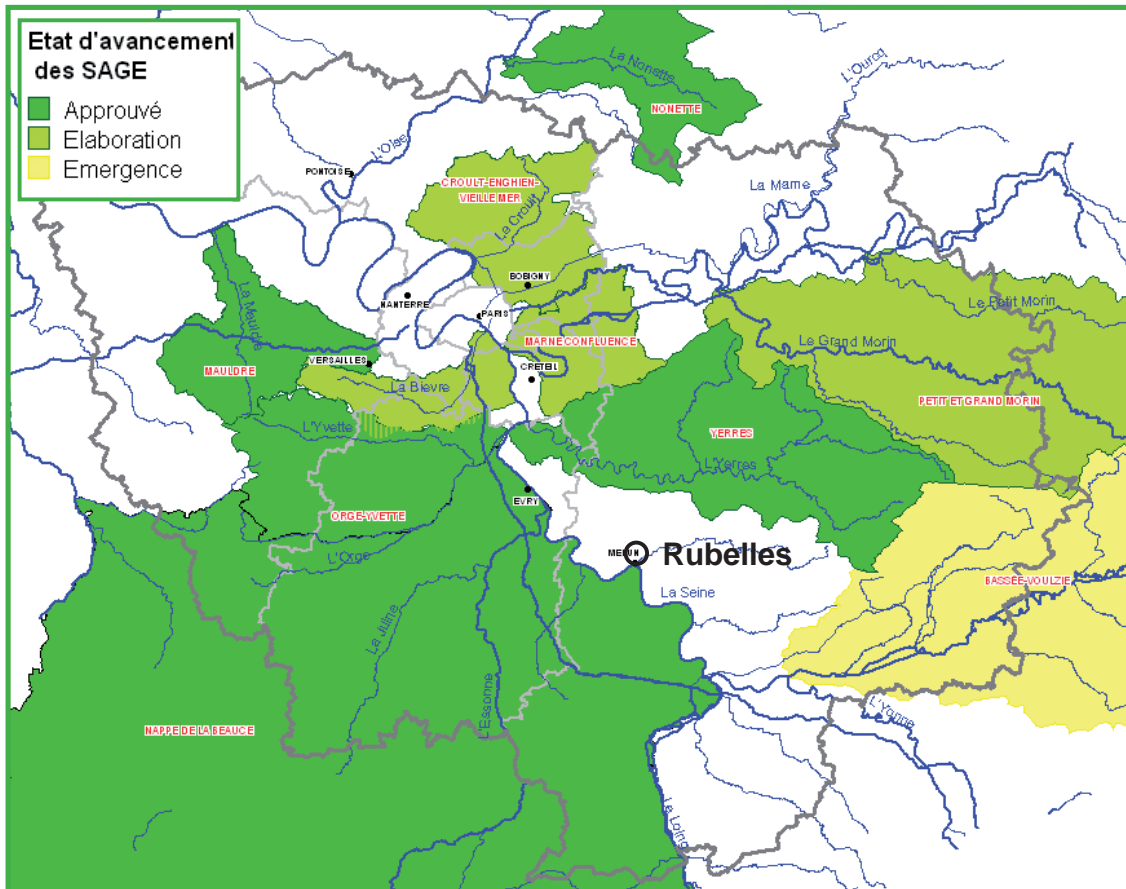 Etat d'avancement
des SAGE
Approuvé
Elaboration
Emergence
La Nonette
NONETTE
L'Ourcq
L'Oise
PONTOISE
CROULT-ENGHIEN-
VIEILLE MER
Le Croult
La Marne
BOBIGNY
NANTERRE
PARIS
La Mauldre
Le Petit Morin
Le Grand Morin
MARNE CONFLUENCE
VERSAILLES
MAULDRE
CRETEIL
La Bievre
PETIT ET GRAND MORIN
L'Yvette
YERRES
L'Yerres
EVRY
ORGE-YVETTE
L'Orge
MELUN
Rubelles
BASSÉE-VOULZIE
La Seine
La Juine
L'Essonne
L'Yonne
NAPPE DE LA BEAUCE
Le Loing